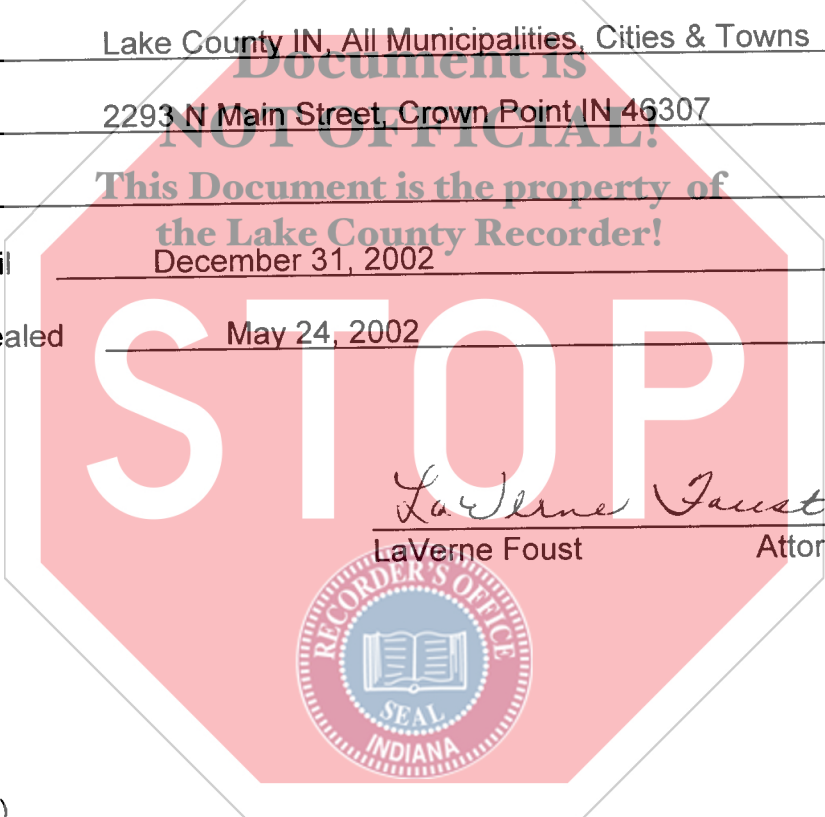 Lake County IN, All Municipalities, Cities & Towns
Document is
2293 N Main Street, Crown Point IN 46307
NOT OFFICIAL!
This Document is the property of
the Lake County Recorder!
il December 31, 2002
ealed May 24, 2002
STOP
LaVerne Foust
LaVerne Foust Attor
RECORDER'S OFFICE
SEAL
INDIANA
)